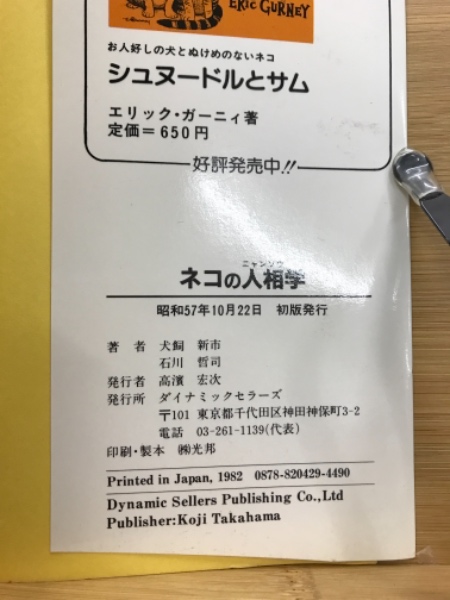 ERIC GURNEY
お人好しの犬とぬけめのないネコ
シュヌードルとサム
エリック・ガーニィ著
定価=650円
好評発売中!!
ニャンソウ
ネコの人相学
昭和57年10月22日 初版発行
著者 犬飼 新市
石川 哲司
発行者 高濱 宏次
発行所 ダイナミックセラーズ
〒101 東京都千代田区神田神保町3-2
電話 03-261-1139(代表)
印刷・製本 ㈱光邦
Printed in Japan, 1982 0878-820429-4490
Dynamic Sellers Publishing Co.,Ltd
Publisher:Koji Takahama